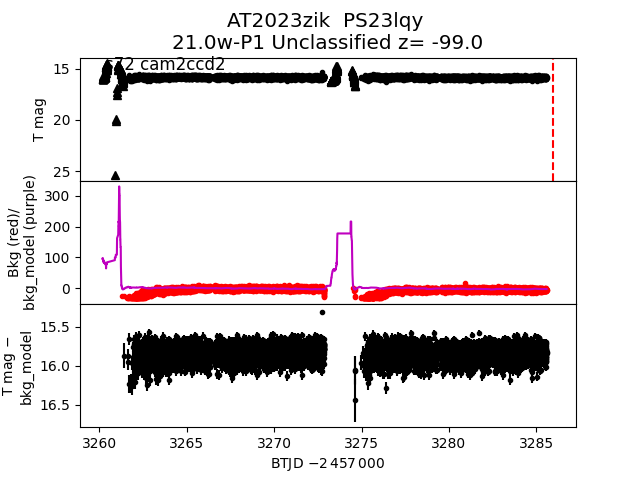 AT2023zik PS23lqy
21.0w-P1 Unclassified z= -99.0
s72 cam2ccd2
15
20
25
T mag
300
200
100
0
Bkg (red)/
bkg_model (purple)
15.5
16.0
16.5
T mag −
bkg_model
3260 3265 3270 3275 3280 3285
BTJD −2 457 000